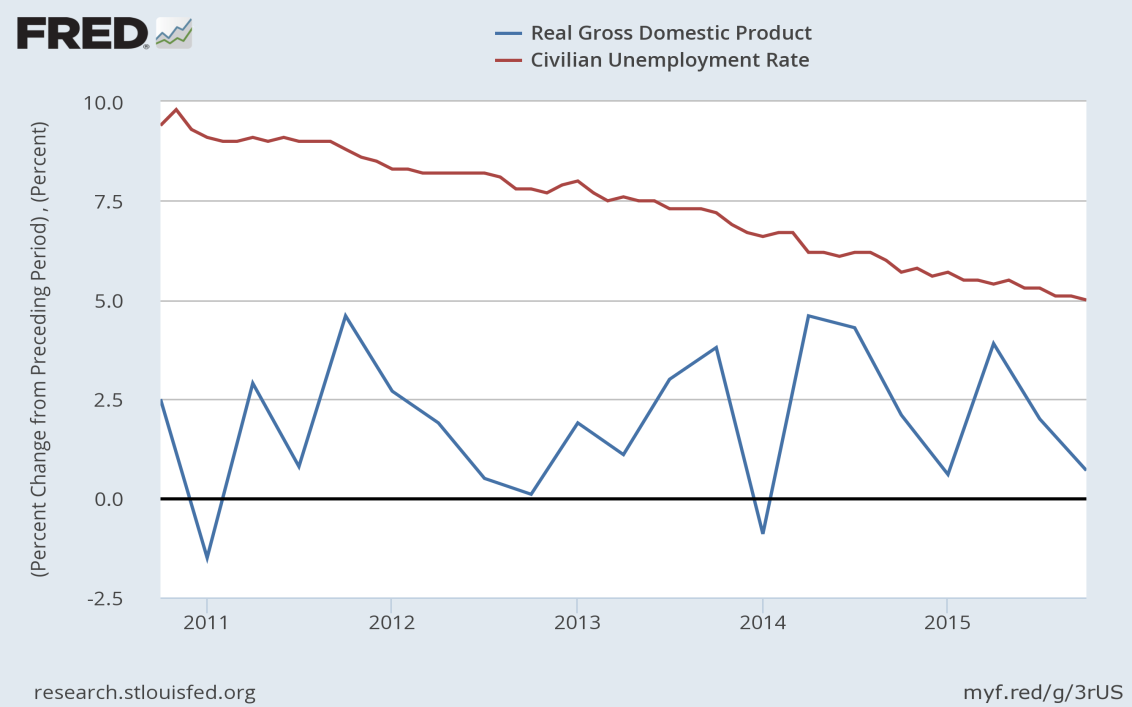 FRED®
Real Gross Domestic Product
Civilian Unemployment Rate
(Percent Change from Preceding Period) , (Percent)
10.0
7.5
5.0
2.5
0.0
-2.5
2011 2012 2013 2014 2015
research.stlouisfed.org myf.red/g/3rUS